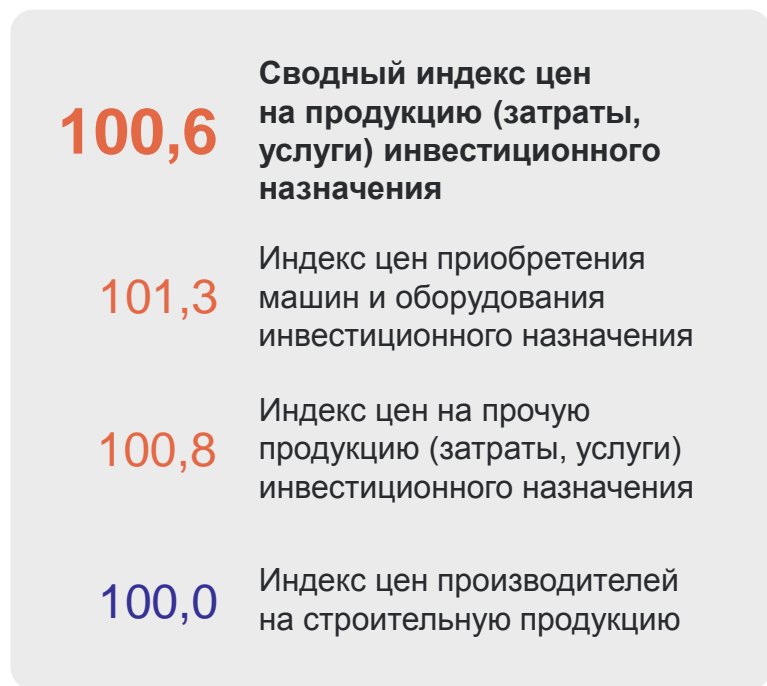 100,6
Сводный индекс цен
на продукцию (затраты,
услуги) инвестиционного
назначения
101,3
Индекс цен приобретения
машин и оборудования
инвестиционного назначения
100,8
Индекс цен на прочую
продукцию (затраты, услуги)
инвестиционного назначения
100,0
Индекс цен производителей
на строительную продукцию